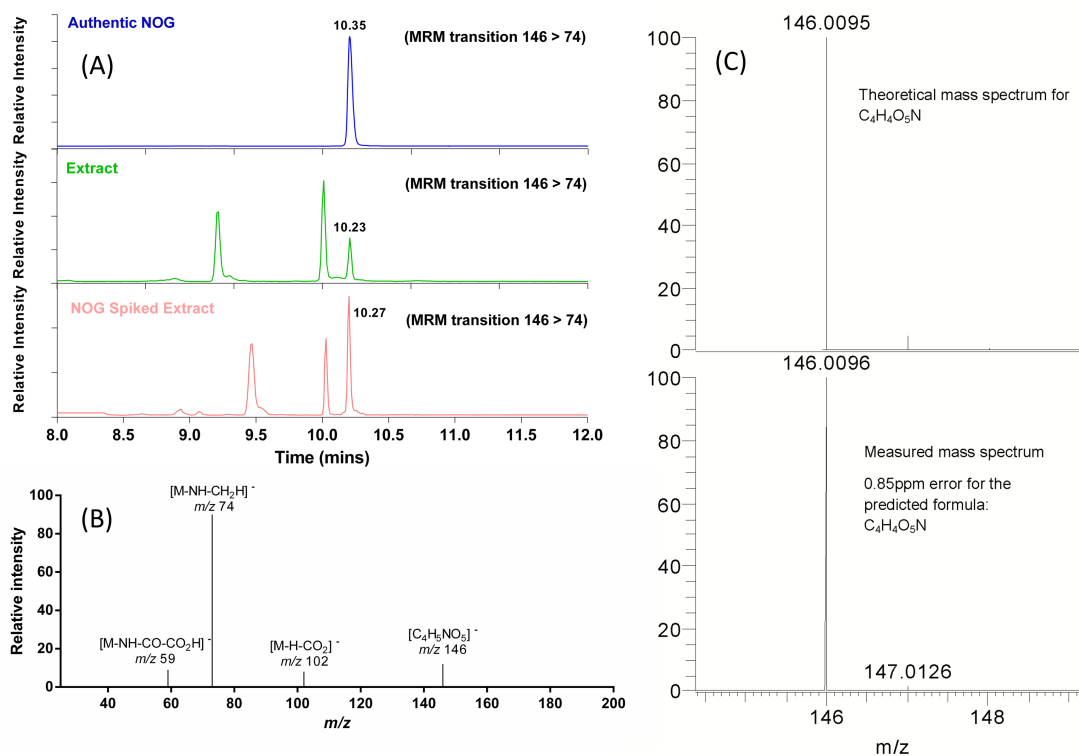 Authentic NOG
10.35
(MRM transition 146 > 74)
(A)
Relative Intensity
Extract
(MRM transition 146 > 74)
10.23
Relative Intensity
NOG Spiked Extract
10.27
(MRM transition 146 > 74)
Relative Intensity
8.0 8.5 9.0 9.5 10.0 10.5 11.0 11.5 12.0
Time (mins)
(B)
[M-NH-CH₂H]⁻
m/z 74
[M-NH-CO-CO₂H]⁻
m/z 59
[M-H-CO₂]⁻
m/z 102
[C₄H₅NO₅]⁻
m/z 146
Relative intensity
100
80
60
40
20
0
40 60 80 100 120 140 160 180 200
m/z
(C)
146.0095
Theoretical mass spectrum for
C₄H₄O₅N
100
80
60
40
20
0
146.0096
Measured mass spectrum
0.85ppm error for the
predicted formula:
C₄H₄O₅N
147.0126
100
80
60
40
20
0
146 148
m/z